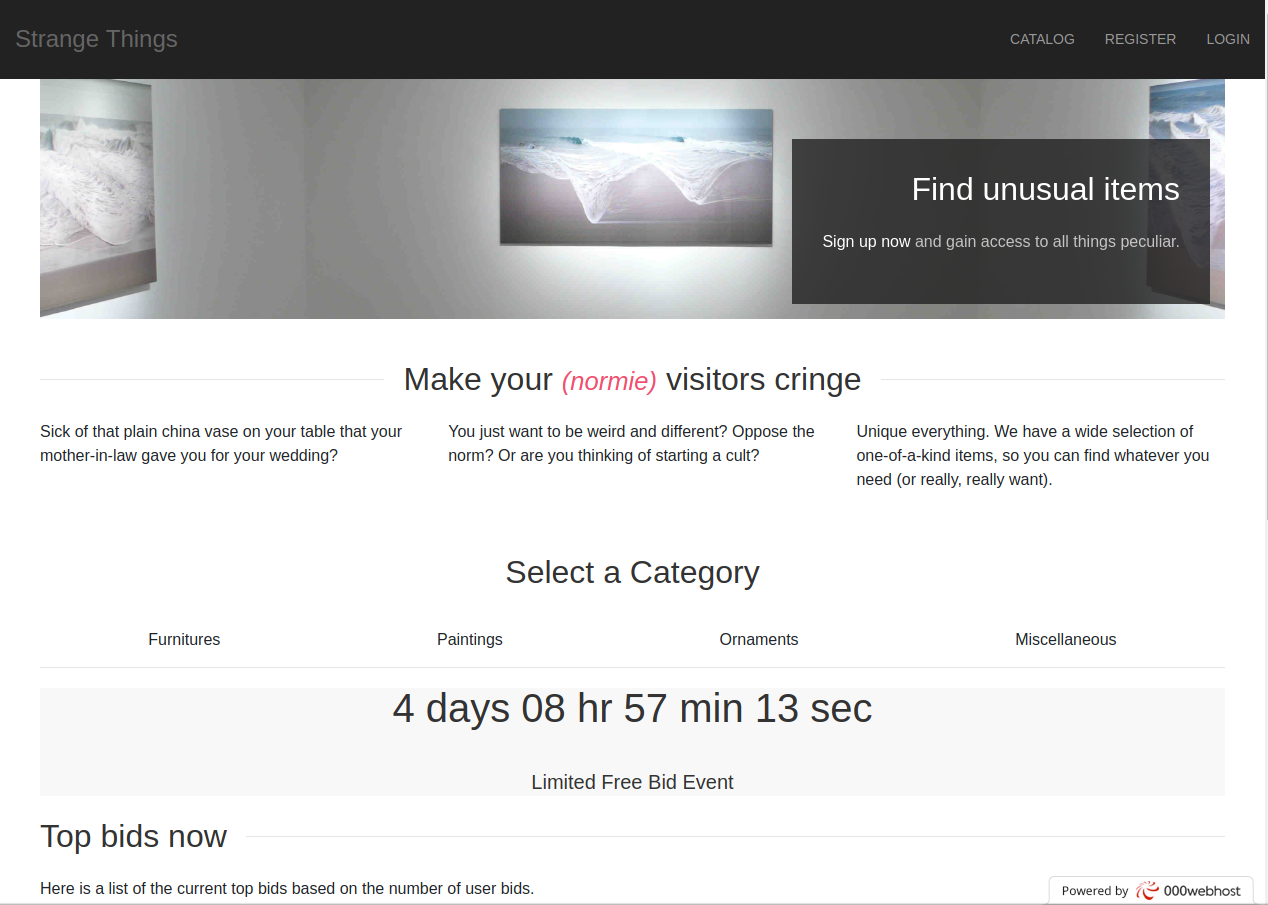 Strange Things
CATALOG REGISTER LOGIN
Find unusual items
Sign up now and gain access to all things peculiar.
Make your (normie) visitors cringe
Sick of that plain china vase on your table that your
mother-in-law gave you for your wedding?
You just want to be weird and different? Oppose the
norm? Or are you thinking of starting a cult?
Unique everything. We have a wide selection of
one-of-a-kind items, so you can find whatever you
need (or really, really want).
Select a Category
Furnitures Paintings Ornaments Miscellaneous
4 days 08 hr 57 min 13 sec
Limited Free Bid Event
Top bids now
Here is a list of the current top bids based on the number of user bids.
Powered by 000webhost